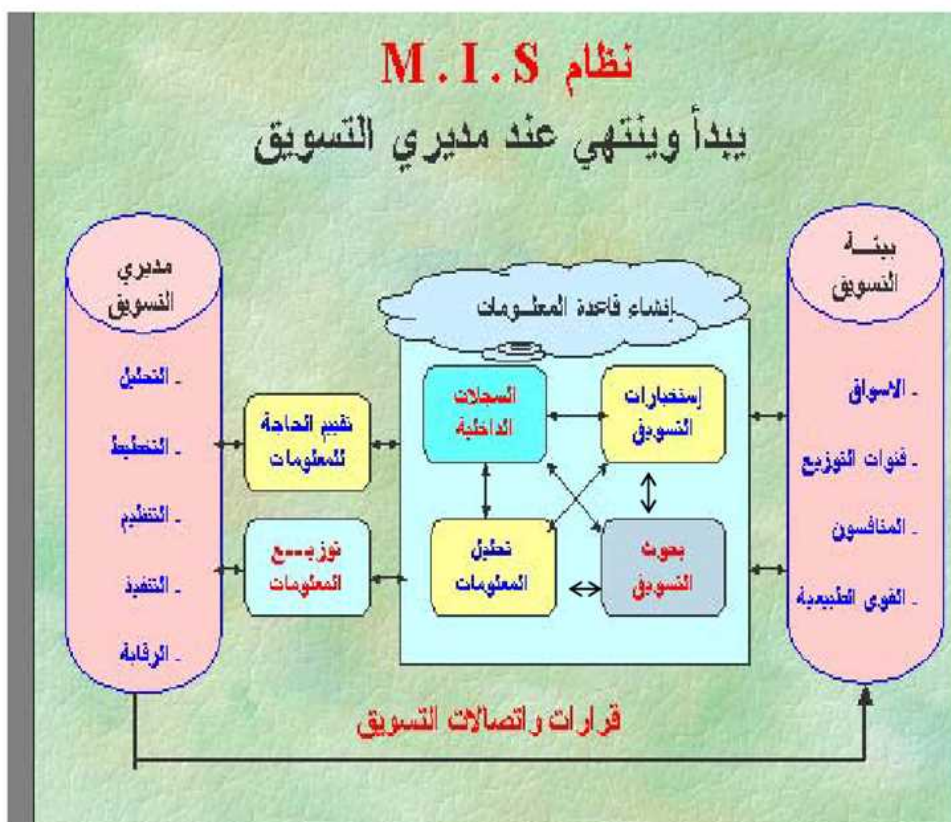 نظام M.I.S
يبدأ وينتهي عند مديري التسويق
بيئـــة
التسويق
- الاسواق
- قنوات التوزيع
- المنافسون
- القوى الطبيعية
إنشاء قاعدة المعلــومات
إستخبارات
التسويق
السجلات
الداخلية
بحوث
التسويق
تحليل
المعلومات
تقييم الحاجة
للمعلومات
توزيـــع
المعلومات
مديري
التسويق
- التحليل
- التخطيط
- التنظيم
- التنفيذ
- الرقابة
قرارات واتصالات التسويق